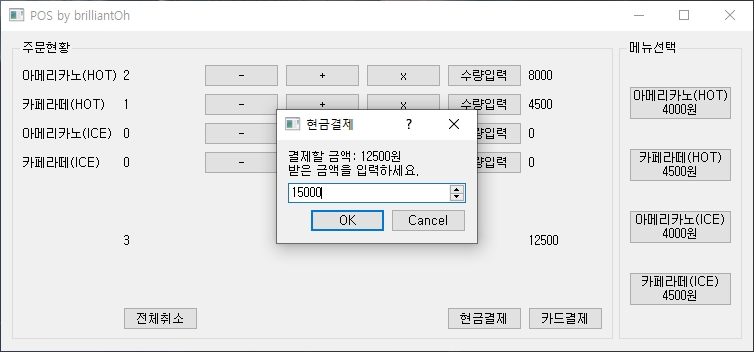 POS by brilliantOh
주문현황
메뉴선택
아메리카노(HOT) 2 - + x 수량입력 8000
카페라떼(HOT) 1 - + x 수량입력 4500
아메리카노(ICE) 0 - 량입력 0
카페라떼(ICE) 0 - 량입력 0
3 12500
전체취소 현금결제 카드결제
아메리카노(HOT)
4000원
카페라떼(HOT)
4500원
아메리카노(ICE)
4000원
카페라떼(ICE)
4500원
현금결제 ?
결제할 금액: 12500원
받은 금액을 입력하세요.
15000
OK Cancel